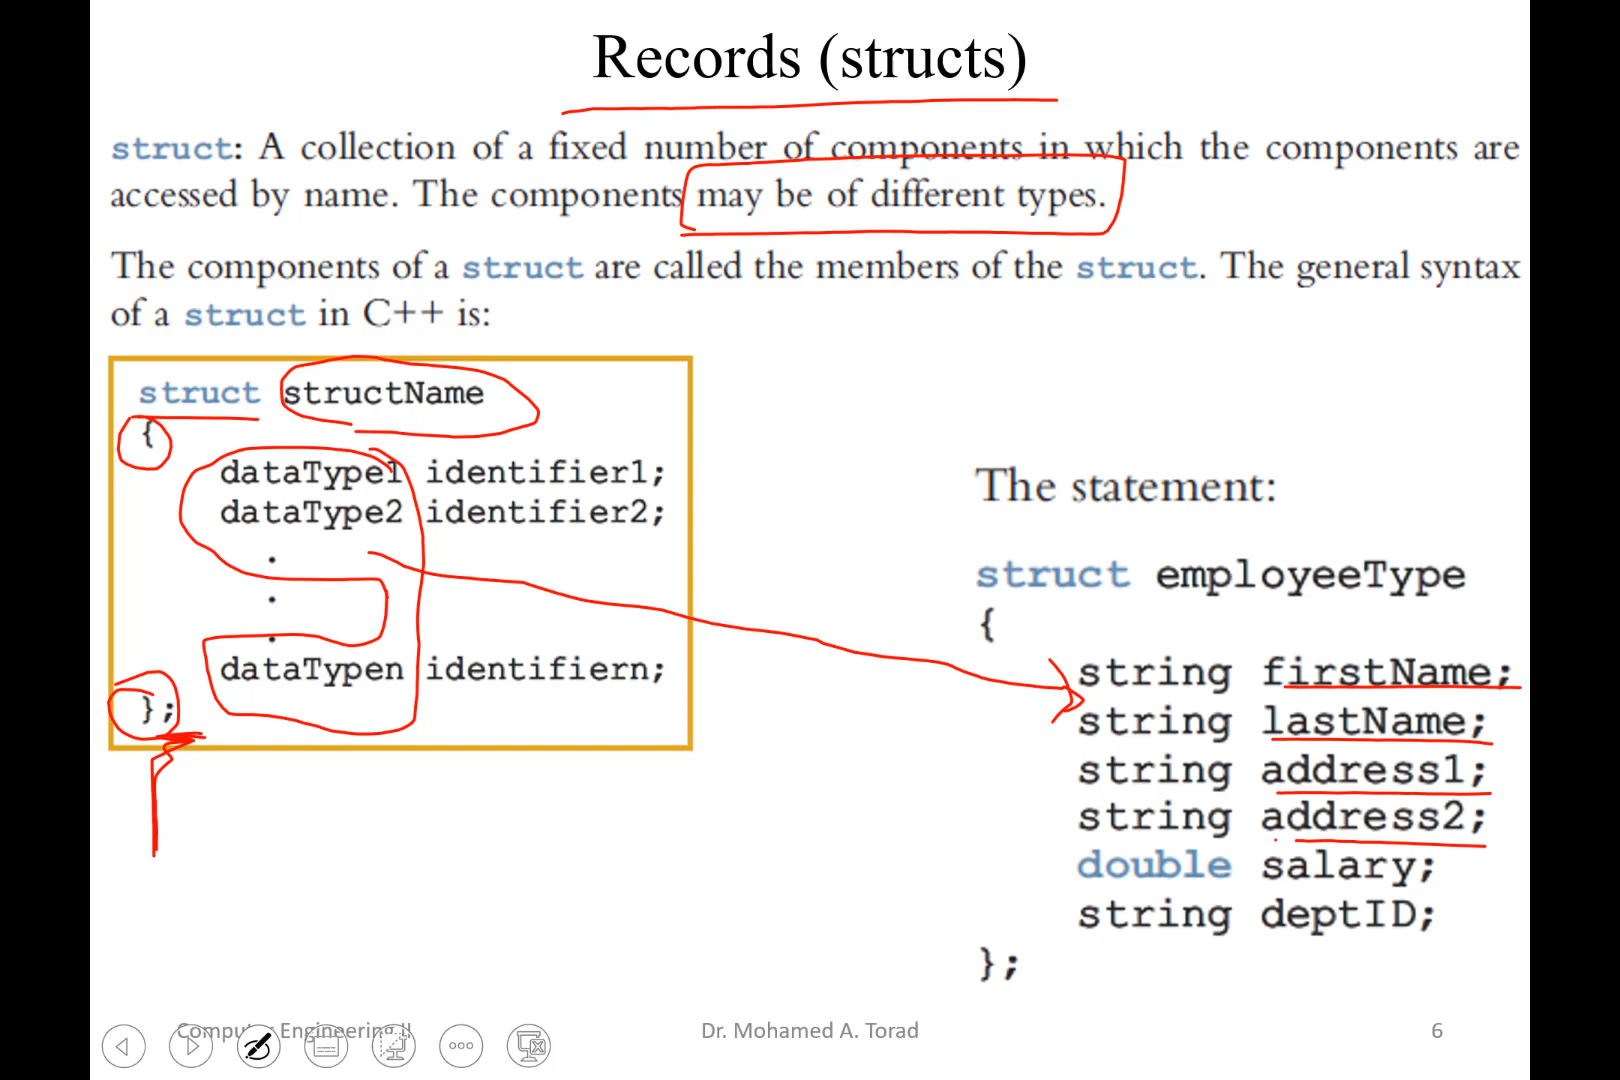 Records (structs)
struct: A collection of a fixed number of components in which the components are
accessed by name. The components may be of different types.
The components of a struct are called the members of the struct. The general syntax
of a struct in C++ is:
struct structName
{
dataType1 identifier1;
dataType2 identifier2;
.
.
.
dataTypen identifiern;
};
The statement:
struct employeeType
{
string firstName;
string lastName;
string address1;
string address2;
double salary;
string deptID;
};
Computer Engineering II
Dr. Mohamed A. Torad
6